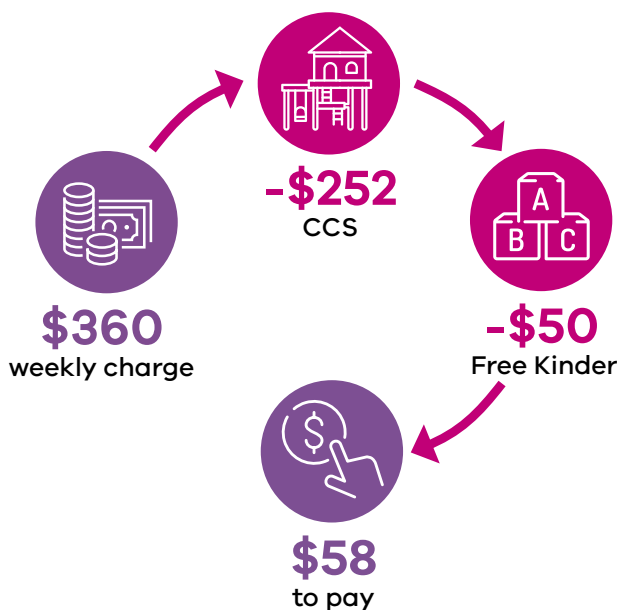 $360
weekly charge
-$252
CCS
A
B C
-$50
Free Kinder
$
$58
to pay